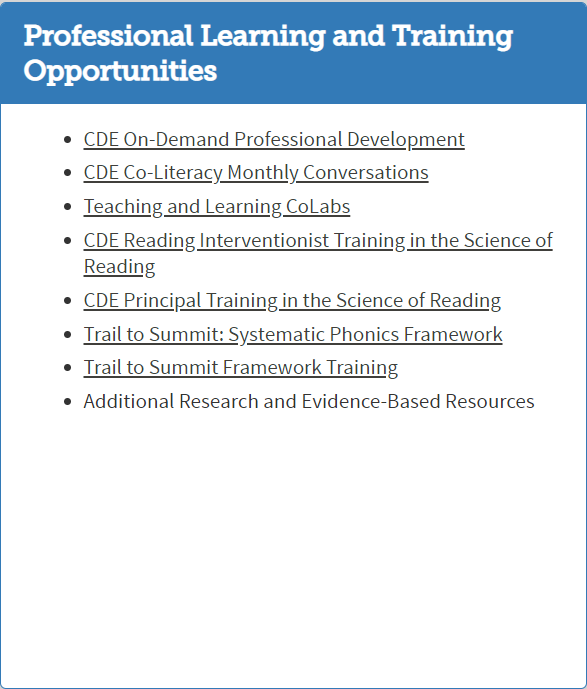 Professional Learning and Training
Opportunities
• CDE On-Demand Professional Development
• CDE Co-Literacy Monthly Conversations
• Teaching and Learning CoLabs
• CDE Reading Interventionist Training in the Science of
Reading
• CDE Principal Training in the Science of Reading
• Trail to Summit: Systematic Phonics Framework
• Trail to Summit Framework Training
• Additional Research and Evidence-Based Resources